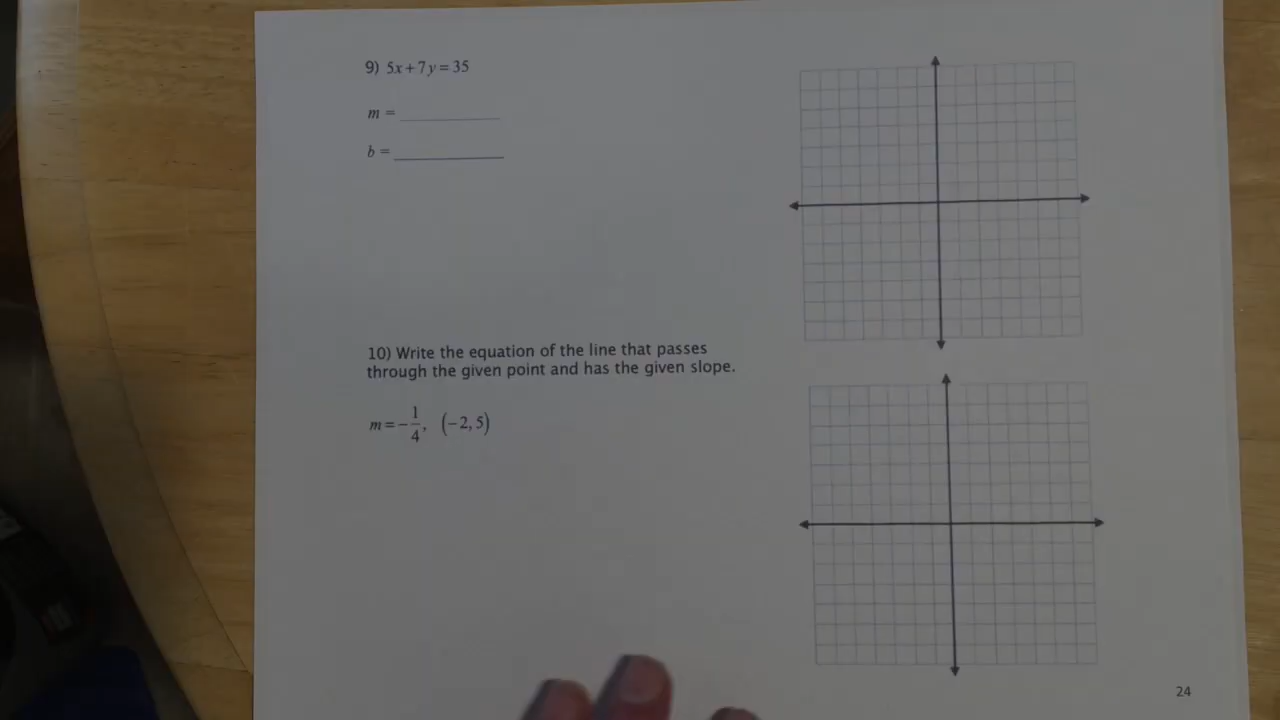 9) 5x+7y=35
m = __________
b = ___________
10) Write the equation of the line that passes
through the given point and has the given slope.
m=-1/4, (-2,5)
24